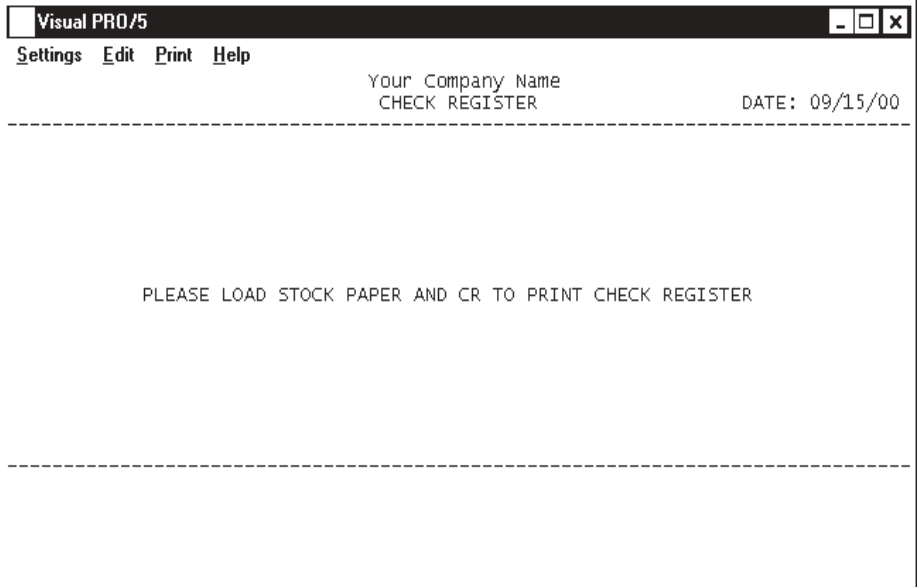 Visual PRO/5
Settings Edit Print Help
Your Company Name
CHECK REGISTER DATE: 09/15/00
PLEASE LOAD STOCK PAPER AND CR TO PRINT CHECK REGISTER